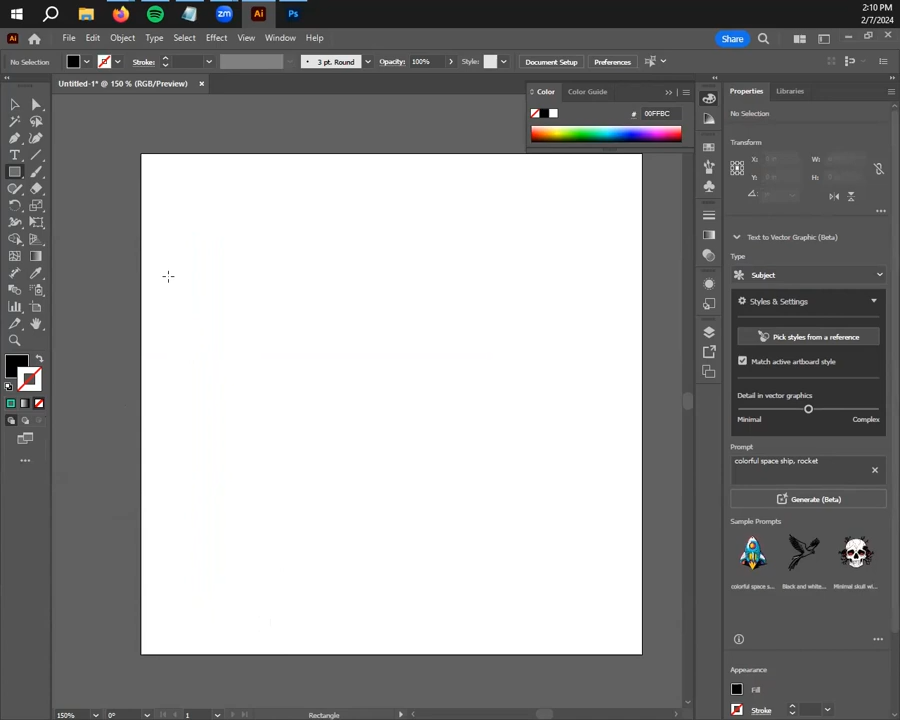 zm
Ai
Ps
2:10 PM
2/7/2024
Ai
File
Edit
Object
Type
Select
Effect
View
Window
Help
Share
No Selection
Stroke:
3 pt. Round
Opacity:
100%
Style:
Document Setup
Preferences
Untitled-1* @ 150 % (RGB/Preview)
Color
Color Guide
#
00FFBC
Properties
Libraries
No Selection
Transform
X:
W:
Y:
H:
Text to Vector Graphic (Beta)
Type
Subject
Styles & Settings
Pick styles from a reference
Match active artboard style
Detail in vector graphics
Minimal
Complex
Prompt
colorful space ship, rocket
Generate (Beta)
Sample Prompts
colorful space s...
Black and white...
Minimal skull wi...
Appearance
Fill
Stroke
150%
0°
1
Rectangle